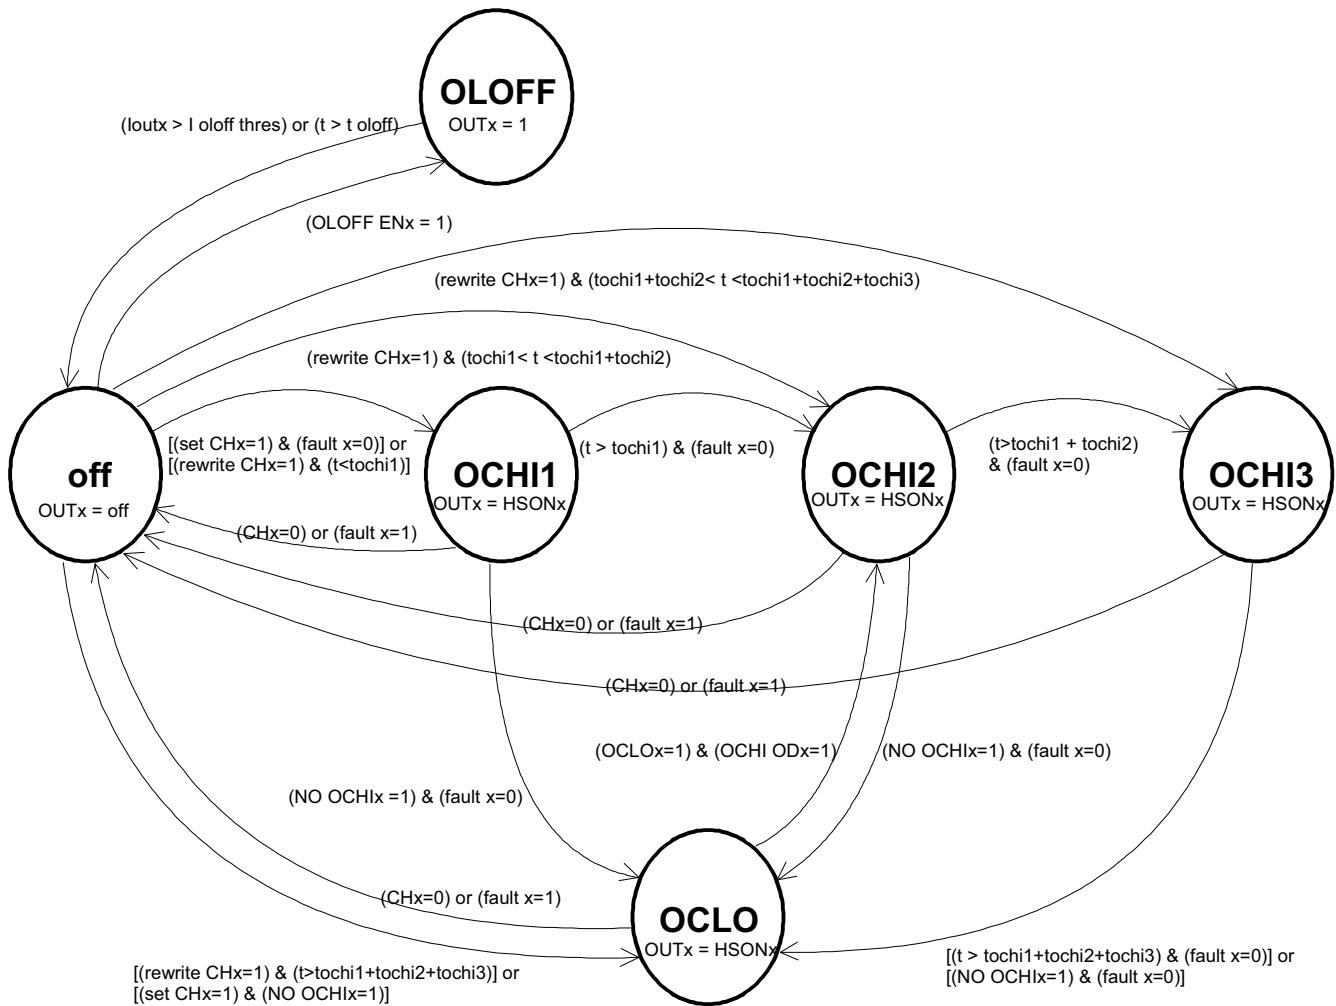 OLOFF
OUTx = 1
(Ioutx > I oloff thres) or (t > t oloff)
(OLOFF ENx = 1)
(rewrite CHx=1) & (tochi1+tochi2< t <tochi1+tochi2+tochi3)
(rewrite CHx=1) & (tochi1< t <tochi1+tochi2)
[(set CHx=1) & (fault x=0)] or
[(rewrite CHx=1) & (t<tochi1)]
(t > tochi1) & (fault x=0)
(t>tochi1 + tochi2)
& (fault x=0)
off
OUTx = off
OCHI1
OUTx = HSONx
OCHI2
OUTx = HSONx
OCHI3
OUTx = HSONx
(CHx=0) or (fault x=1)
(CHx=0) or (fault x=1)
(CHx=0) or (fault x=1)
(OCLOx=1) & (OCHI ODx=1)
(NO OCHIx=1) & (fault x=0)
(NO OCHIx =1) & (fault x=0)
(CHx=0) or (fault x=1)
OCLO
OUTx = HSONx
[(rewrite CHx=1) & (t>tochi1+tochi2+tochi3)] or
[(set CHx=1) & (NO OCHIx=1)]
[(t > tochi1+tochi2+tochi3) & (fault x=0)] or
[(NO OCHIx=1) & (fault x=0)]